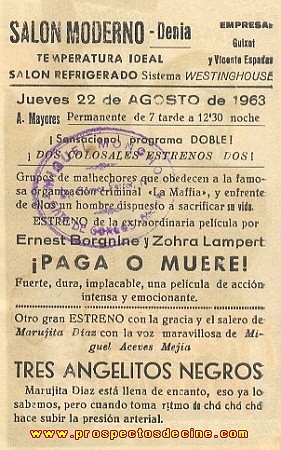 SALON MODERNO - Denia
EMPRESA:
Guixot
y Vicente Espadas
TEMPERATURA IDEAL
SALON REFRIGERADO Sistema WESTINGHOUSE
Jueves 22 de AGOSTO de 1963
A. Mayores Permanente de 7 tarde a 12'30 noche
¡ Sensacional programa DOBLE !
¡ DOS COLOSALES ESTRENOS DOS !
Grupos de malhechores que obedecen a la famo-
sa organización criminal «La Maffia», y enfrente
de ellos un hombre dispuesto a sacrificar su vida.
ESTRENO de la extraordinaria película por
Ernest Borgnine y Zohra Lampert
¡PAGA O MUERE!
Fuerte, dura, implacable, una película de acción
intensa y emocionante.
Otro gran ESTRENO con la gracia y el salero de
Marujita Diaz con la voz maravillosa de Mi-
guel Aceves Mejia
TRES ANGELITOS NEGROS
Marujita Diaz está llena de encanto, eso ya lo
sabemos, pero cuando toma ritmo de chá chá chá
hace subir la presión arterial.
www.prospectosdecine.com